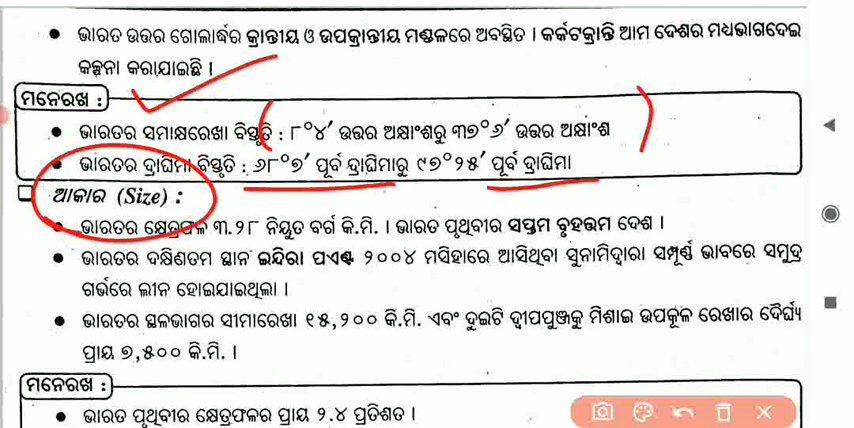 • ଭାରତ ଉତ୍ତର ଗୋଲାର୍ଦ୍ଧର କ୍ରାନ୍ତୀୟ ଓ ଉପକ୍ରାନ୍ତୀୟ ମଣ୍ଡଳରେ ଅବସ୍ଥିତ । କର୍କଟକ୍ରାନ୍ତି ଆମ ଦେଶର ମଧ୍ୟଭାଗଦେଇ
କଳ୍ପନା କରାଯାଇଛି ।
ମନେରଖ :
• ଭାରତର ସମାକ୍ଷରେଖା ବିସ୍ତୃତି : ୮°୪′ ଉତ୍ତର ଅକ୍ଷାଂଶରୁ ୩୭°୬′ ଉତ୍ତର ଅକ୍ଷାଂଶ
• ଭାରତର ଦ୍ରାଘିମା ବିସ୍ତୃତି : ୬୮°୭′ ପୂର୍ବ ଦ୍ରାଘିମାରୁ ୯୭°୨୫′ ପୂର୍ବ ଦ୍ରାଘିମା
❑ ଆକାର (Size) :
• ଭାରତର କ୍ଷେତ୍ରଫଳ ୩.୨୮ ନିୟୁତ ବର୍ଗ କି.ମି. । ଭାରତ ପୃଥିବୀର ସପ୍ତମ ବୃହତ୍ତମ ଦେଶ ।
• ଭାରତର ଦକ୍ଷିଣତମ ସ୍ଥାନ ଇନ୍ଦିରା ପଏଣ୍ଟ ୨୦୦୪ ମସିହାରେ ଆସିଥିବା ସୁନାମିଦ୍ୱାରା ସମ୍ପୂର୍ଣ୍ଣ ଭାବରେ ସମୁଦ୍ର
ଗର୍ଭରେ ଲୀନ ହୋଇଯାଇଥିଲା ।
• ଭାରତର ସ୍ଥଳଭାଗର ସୀମାରେଖା ୧୫,୨୦୦ କି.ମି. ଏବଂ ଦୁଇଟି ଦ୍ୱୀପପୁଞ୍ଜକୁ ମିଶାଇ ଉପକୂଳ ରେଖାର ଦୈର୍ଘ୍ୟ
ପ୍ରାୟ ୭,୫୦୦ କି.ମି. ।
ମନେରଖ :
• ଭାରତ ପୃଥିବୀର କ୍ଷେତ୍ରଫଳର ପ୍ରାୟ ୨.୪ ପ୍ରତିଶତ ।